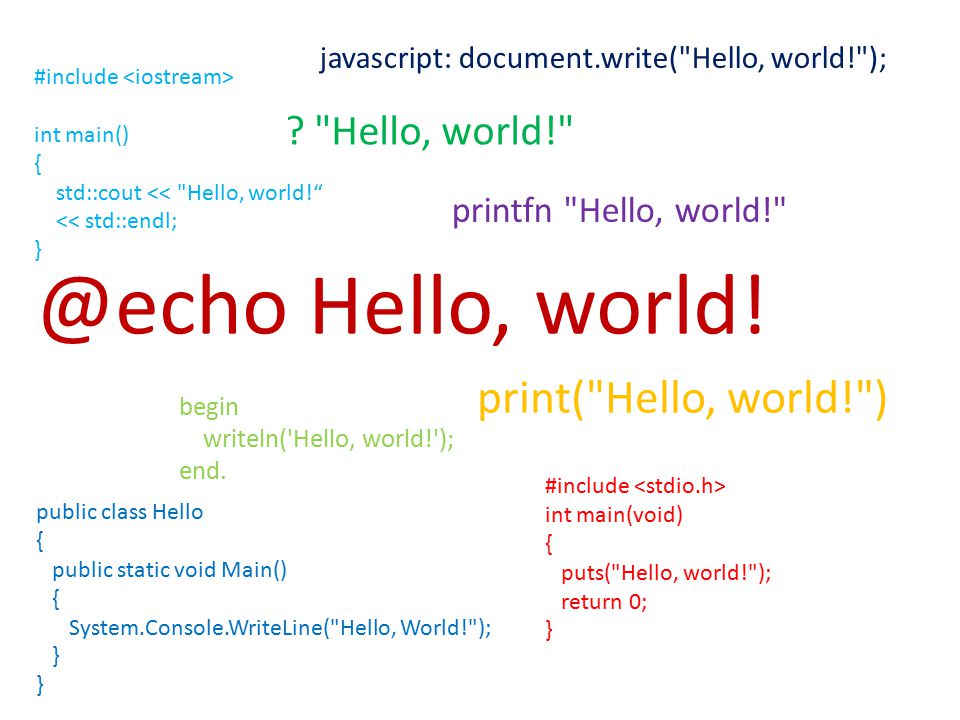 javascript: document.write("Hello, world!");
#include <iostream>
int main()
{
std::cout << "Hello, world!“
<< std::endl;
}
? "Hello, world!"
printfn "Hello, world!"
@echo Hello, world!
print("Hello, world!")
begin
writeln('Hello, world!');
end.
public class Hello
{
public static void Main()
{
System.Console.WriteLine("Hello, World!");
}
}
#include <stdio.h>
int main(void)
{
puts("Hello, world!");
return 0;
}